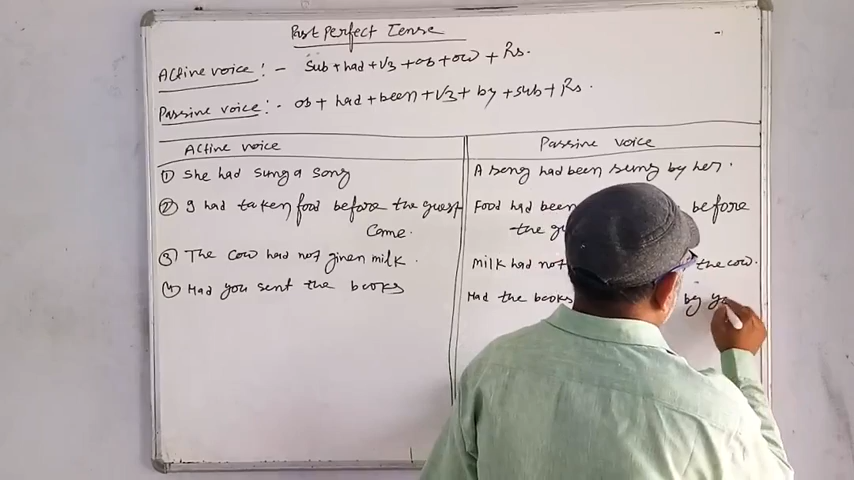 Past Perfect Tense
Active voice :- Sub + had + V3 + ob + ow + Rs.
Passive voice :- ob + had + been + V3 + by + sub + Rs.
Active voice
Passive voice
① She had sung a song
A song had been sung by her.
② I had taken food before the guest
Food had been before
came.
the
③ The cow had not given milk.
Milk had not the cow.
④ Had you sent the books
Had the books by